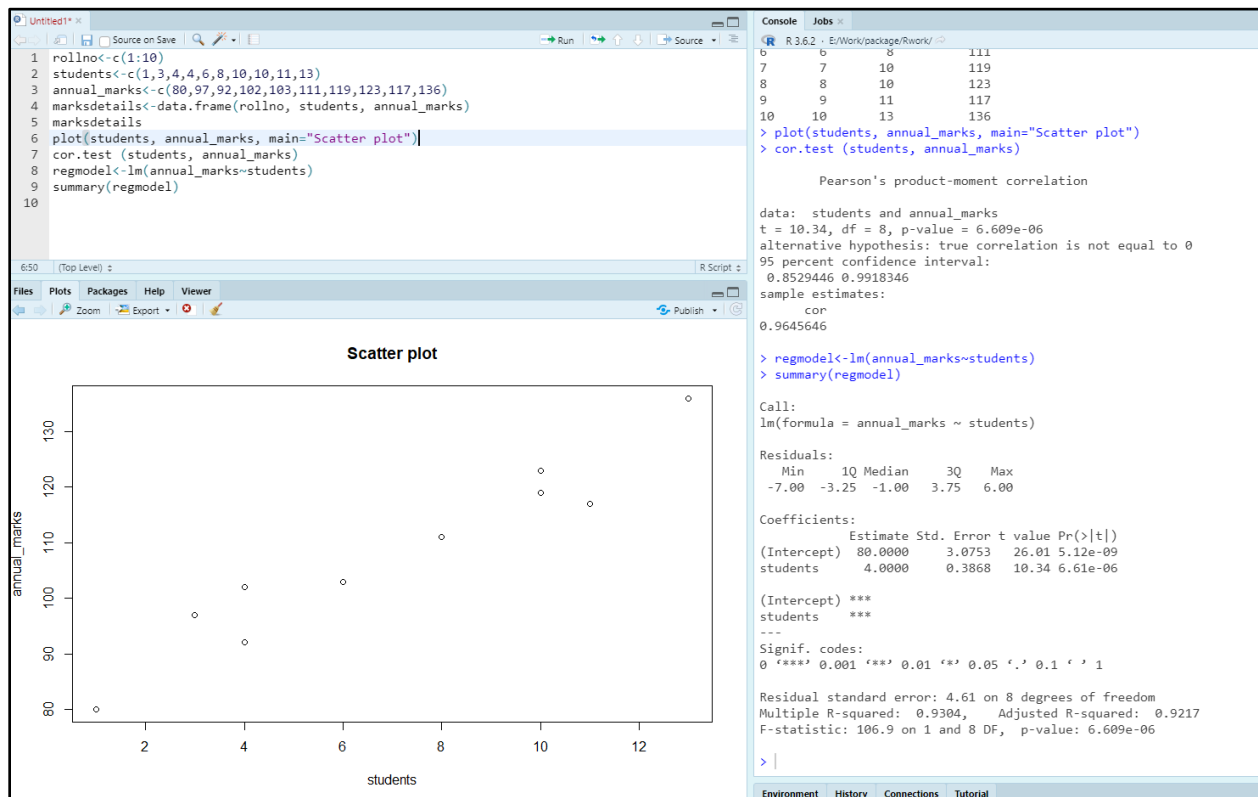 Untitled1*
Source on Save
Run
Source
1 rollno<-c(1:10)
2 students<-c(1,3,4,4,6,8,10,10,11,13)
3 annual_marks<-c(80,97,92,102,103,111,119,123,117,136)
4 marksdetails<-data.frame(rollno, students, annual_marks)
5 marksdetails
6 plot(students, annual_marks, main="Scatter plot")
7 cor.test (students, annual_marks)
8 regmodel<-lm(annual_marks~students)
9 summary(regmodel)
10
6:50 (Top Level) R Script
Files Plots Packages Help Viewer
Zoom Export Publish
Scatter plot
130
120
110
100
90
80
annual_marks
2 4 6 8 10 12
students
Console Jobs
R 3.6.2 · E:/Work/package/Rwork/
6 6 8 111
7 7 10 119
8 8 10 123
9 9 11 117
10 10 13 136
> plot(students, annual_marks, main="Scatter plot")
> cor.test (students, annual_marks)
Pearson's product-moment correlation
data: students and annual_marks
t = 10.34, df = 8, p-value = 6.609e-06
alternative hypothesis: true correlation is not equal to 0
95 percent confidence interval:
0.8529446 0.9918346
sample estimates:
cor
0.9645646
> regmodel<-lm(annual_marks~students)
> summary(regmodel)
Call:
lm(formula = annual_marks ~ students)
Residuals:
Min 1Q Median 3Q Max
-7.00 -3.25 -1.00 3.75 6.00
Coefficients:
Estimate Std. Error t value Pr(>|t|)
(Intercept) 80.0000 3.0753 26.01 5.12e-09
students 4.0000 0.3868 10.34 6.61e-06
(Intercept) ***
students ***
---
Signif. codes:
0 ‘***’ 0.001 ‘**’ 0.01 ‘*’ 0.05 ‘.’ 0.1 ‘ ’ 1
Residual standard error: 4.61 on 8 degrees of freedom
Multiple R-squared: 0.9304, Adjusted R-squared: 0.9217
F-statistic: 106.9 on 1 and 8 DF, p-value: 6.609e-06
>
Environment History Connections Tutorial